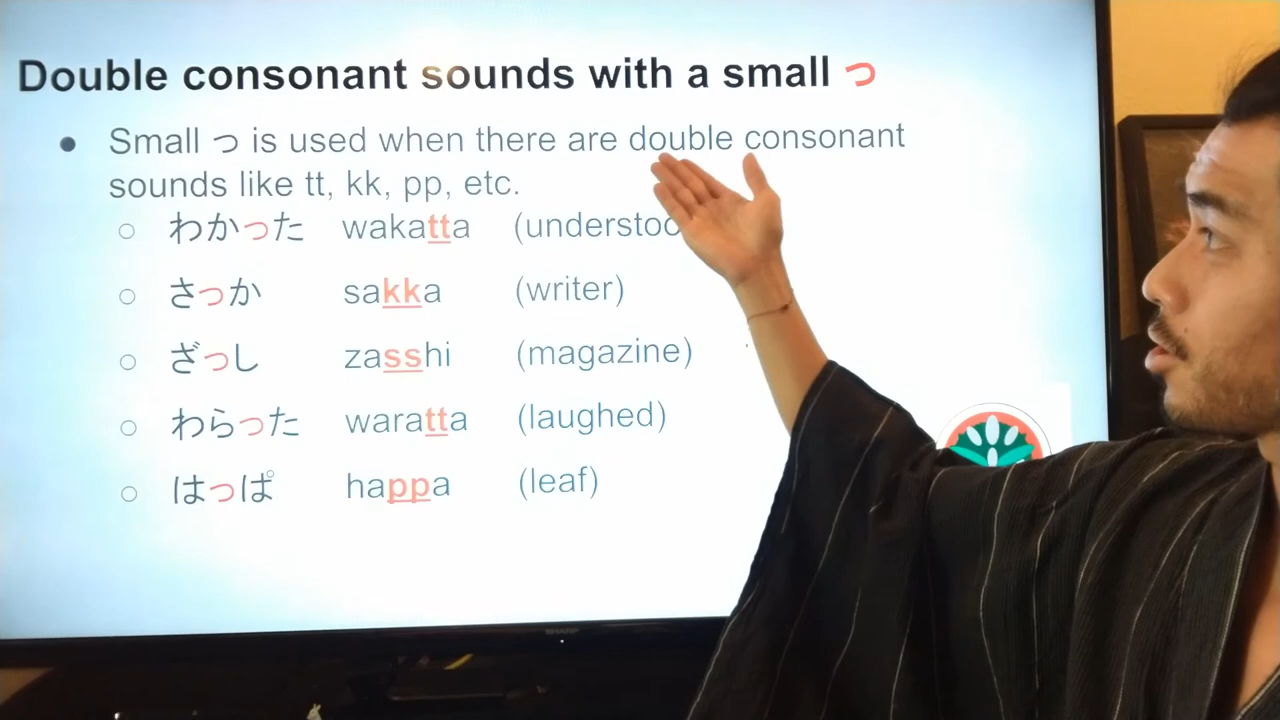 Double consonant sounds with a small っ
● Small っ is used when there are double consonant
sounds like tt, kk, pp, etc.
○ わかった wakatta (understoo
○ さっか sakka (writer)
○ ざっし zasshi (magazine)
○ わらった waratta (laughed)
○ はっぱ happa (leaf)